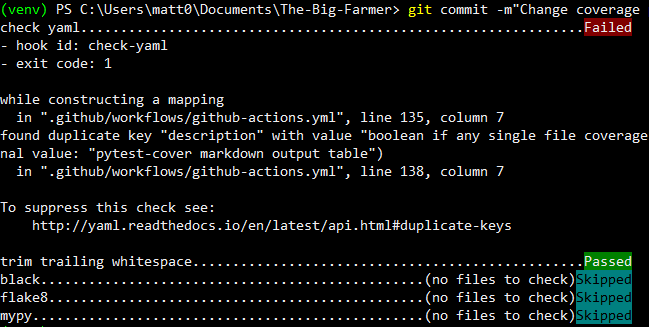 (venv) PS C:\Users\matt0\Documents\The-Big-Farmer> git commit -m"Change coverage
check yaml...............................................................Failed
- hook id: check-yaml
- exit code: 1
while constructing a mapping
in ".github/workflows/github-actions.yml", line 135, column 7
found duplicate key "description" with value "boolean if any single file coverage
nal value: "pytest-cover markdown output table")
in ".github/workflows/github-actions.yml", line 138, column 7
To suppress this check see:
http://yaml.readthedocs.io/en/latest/api.html#duplicate-keys
trim trailing whitespace.................................................Passed
black................................................(no files to check)Skipped
flake8...............................................(no files to check)Skipped
mypy.................................................(no files to check)Skipped